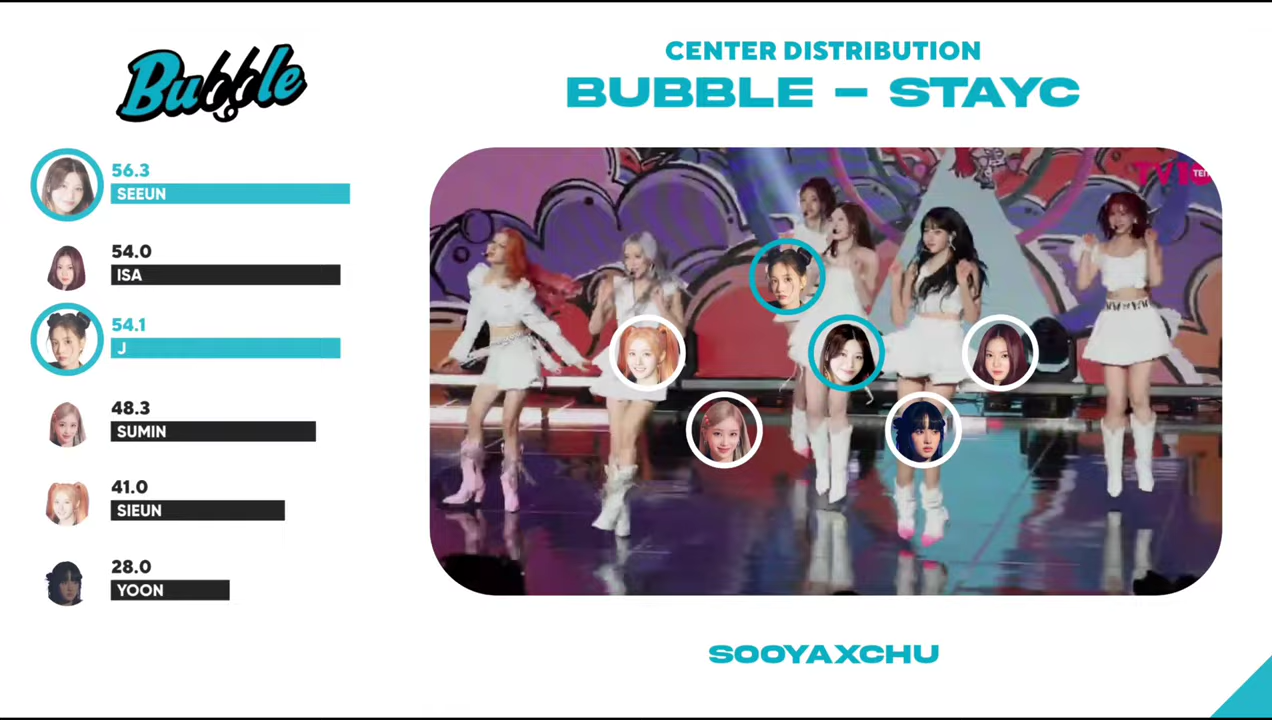 Bubble
CENTER DISTRIBUTION
BUBBLE – STAYC
56.3
SEEUN
54.0
ISA
54.1
J
48.3
SUMIN
41.0
SIEUN
28.0
YOON
SOOYAXCHU